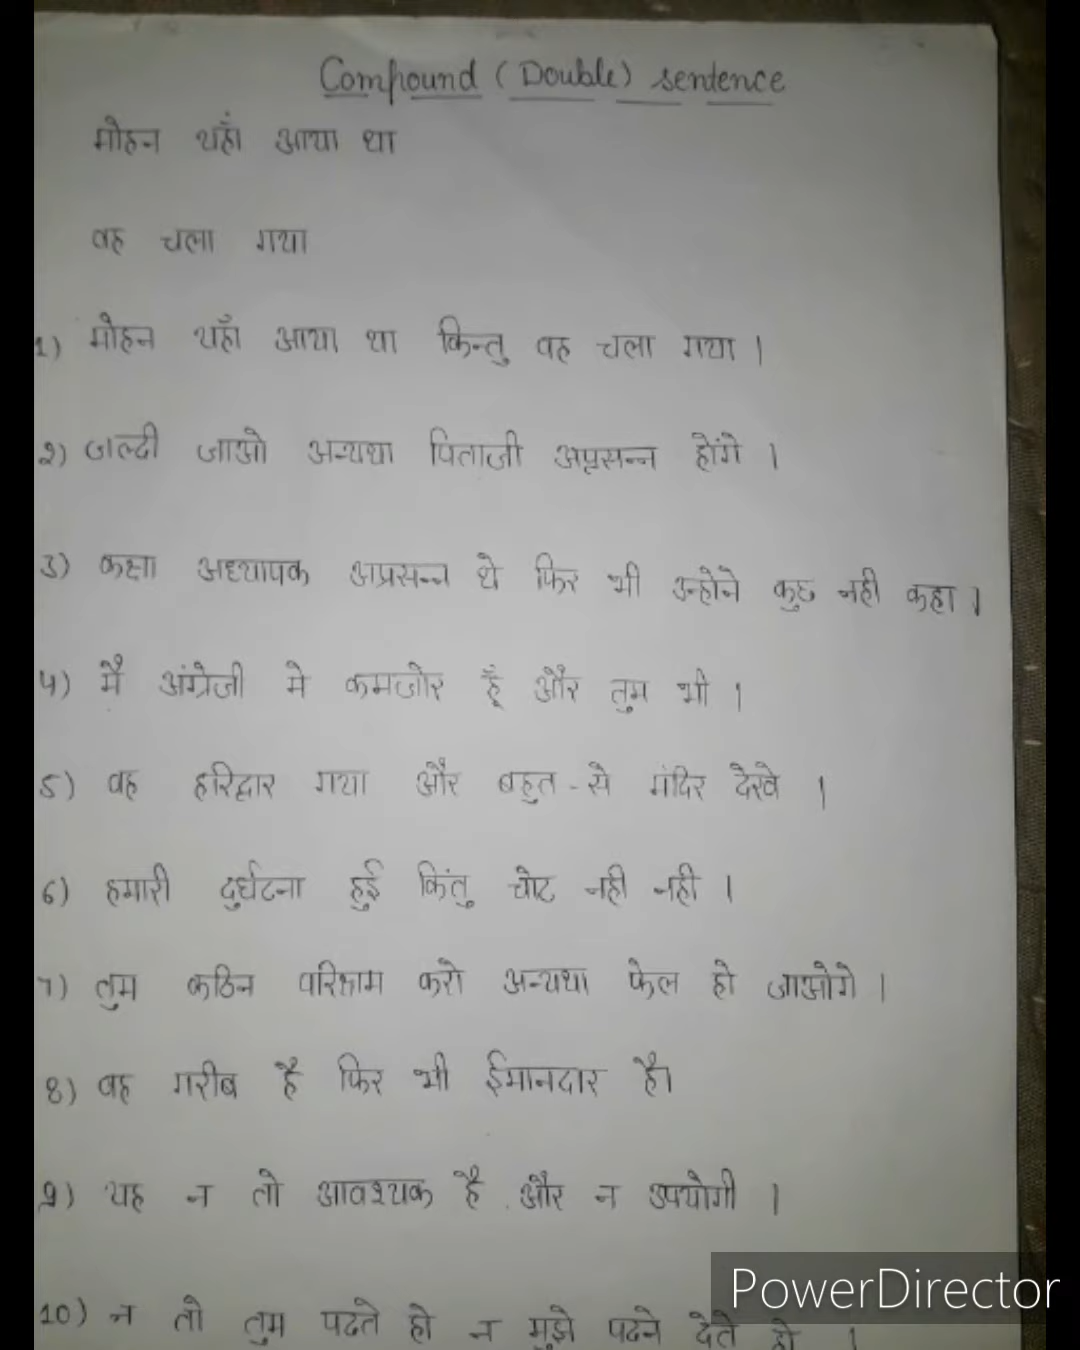 Compound (Double) sentence
मोहन यहाँ आया था
वह चला गया
1) मोहन यहाँ आया था किन्तु वह चला गया ।
२) जल्दी जाओ अन्यथा पिताजी अप्रसन्न होंगे ।
3) कक्षा अध्यापक अप्रसन्न थे फिर भी उन्होने कुछ नही कहा ।
4) मै अंग्रेजी मे कमजोर हूँ और तुम भी ।
5) वह हरिद्वार गया और बहुत-से मंदिर देखे ।
6) हमारी दुर्घटना हुई किंतु चोट नही नही ।
7) तुम कठिन परिश्रम करो अन्यथा फेल हो जाओगे ।
8) वह गरीब है फिर भी ईमानदार है।
9) यह न तो आवश्यक है और न उपयोगी ।
10) न तो तुम पढते हो न मुझे पढने देते हो ।
PowerDirector